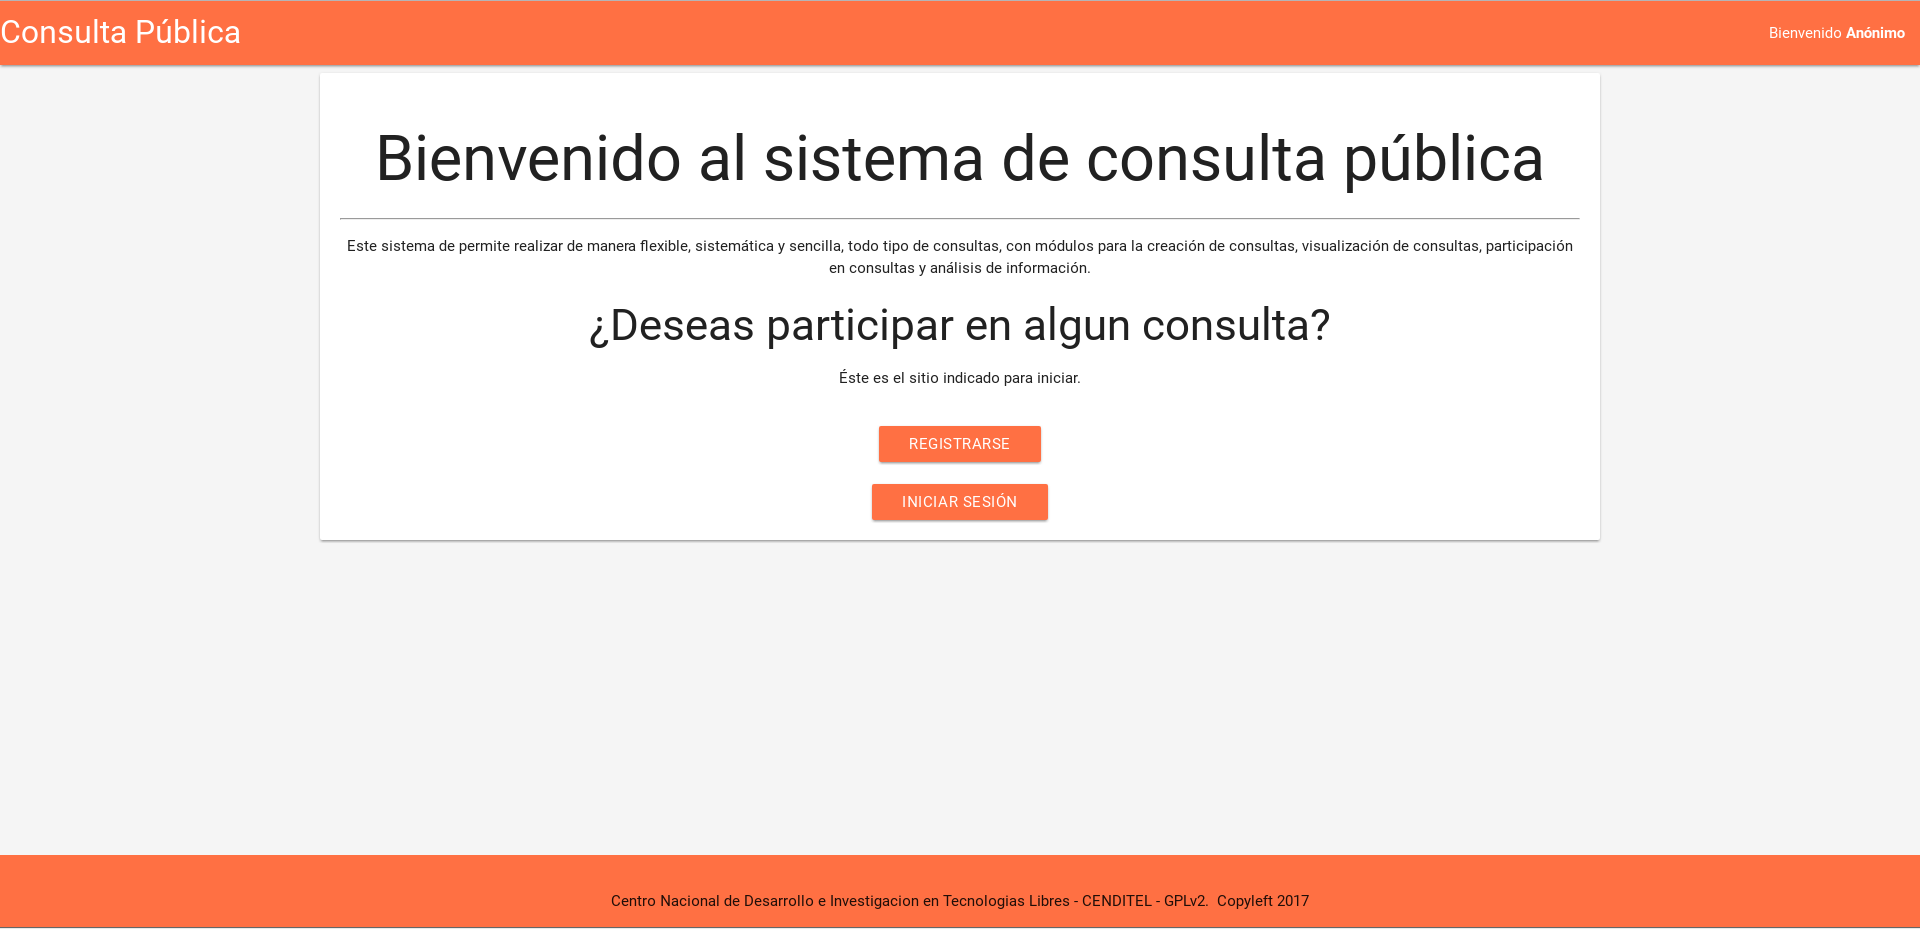 Consulta Pública
Bienvenido Anónimo
Bienvenido al sistema de consulta pública
Este sistema de permite realizar de manera flexible, sistemática y sencilla, todo tipo de consultas, con módulos para la creación de consultas, visualización de consultas, participación
en consultas y análisis de información.
¿Deseas participar en algun consulta?
Éste es el sitio indicado para iniciar.
REGISTRARSE
INICIAR SESIÓN
Centro Nacional de Desarrollo e Investigacion en Tecnologias Libres - CENDITEL - GPLv2.  Copyleft 2017